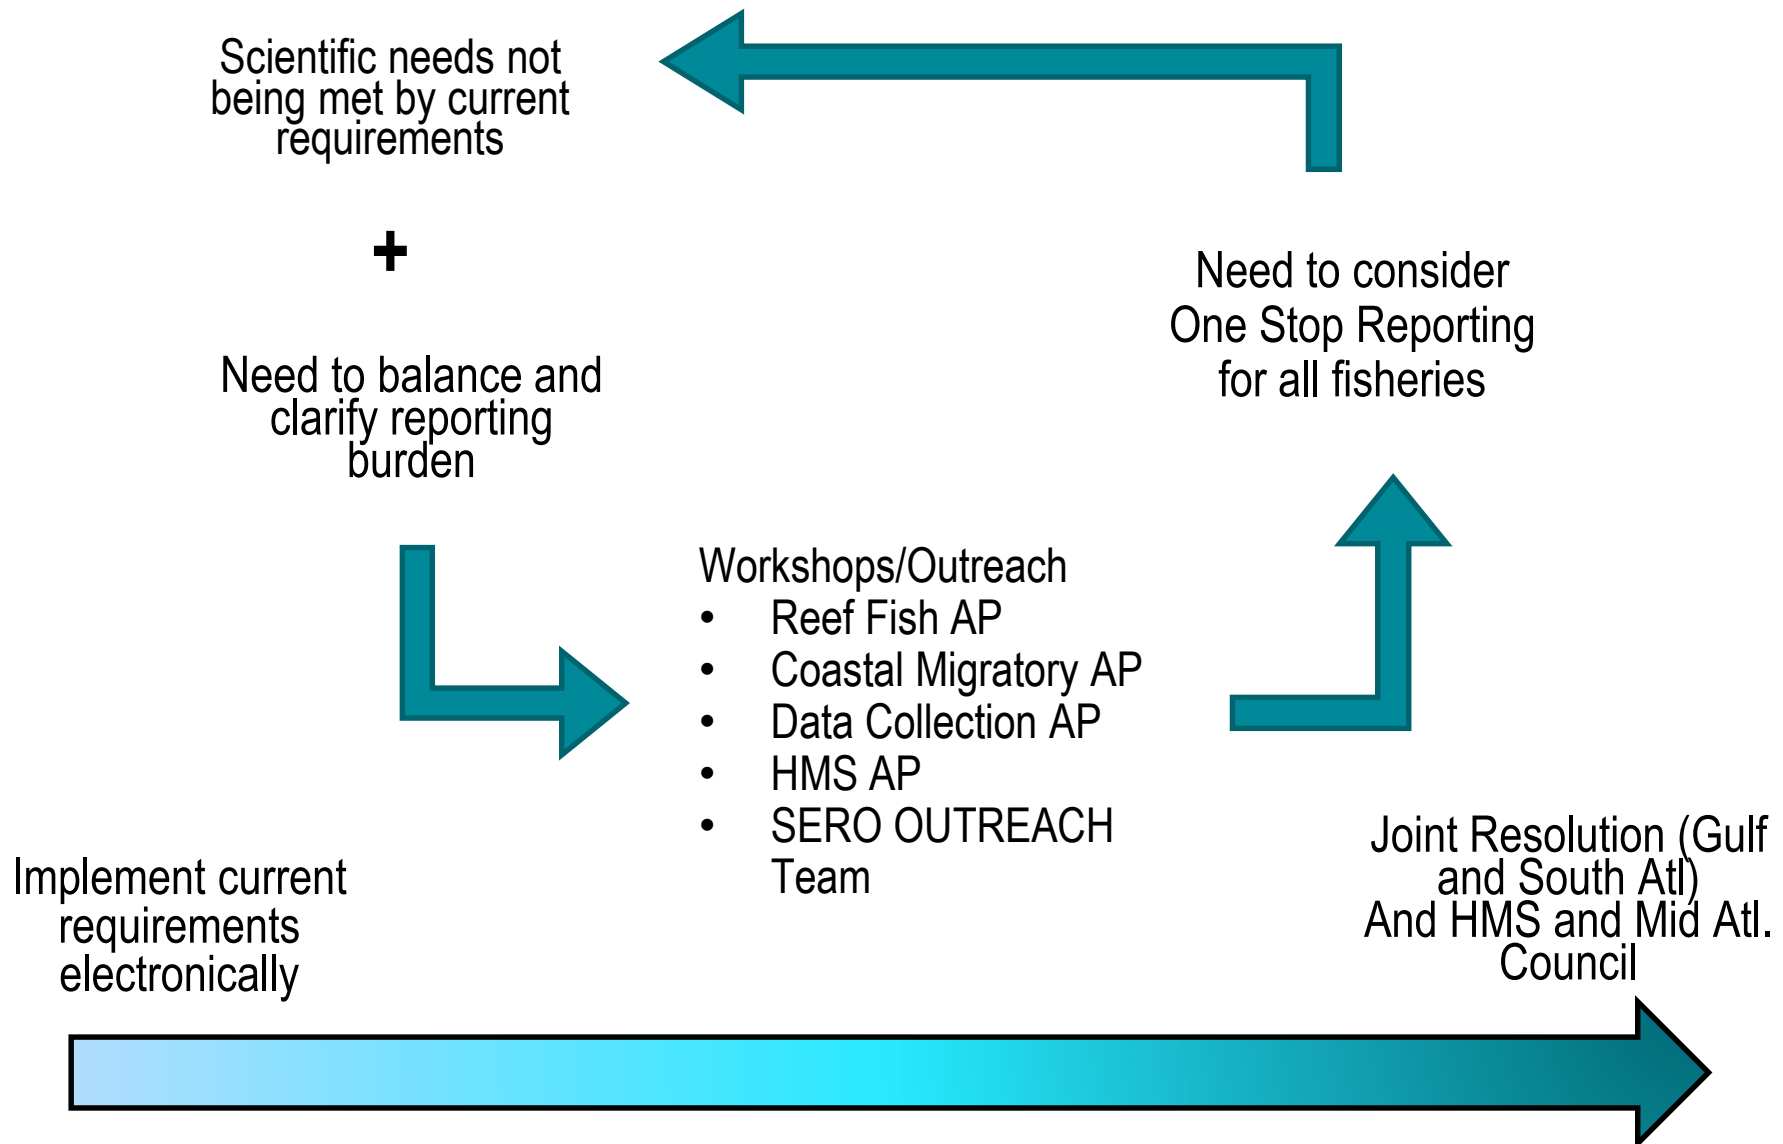 Scientific needs not
being met by current
requirements
+
Need to balance and
clarify reporting
burden
Workshops/Outreach
• Reef Fish AP
• Coastal Migratory AP
• Data Collection AP
• HMS AP
• SERO OUTREACH
Team
Need to consider
One Stop Reporting
for all fisheries
Implement current
requirements
electronically
Joint Resolution (Gulf
and South Atl)
And HMS and Mid Atl.
Council